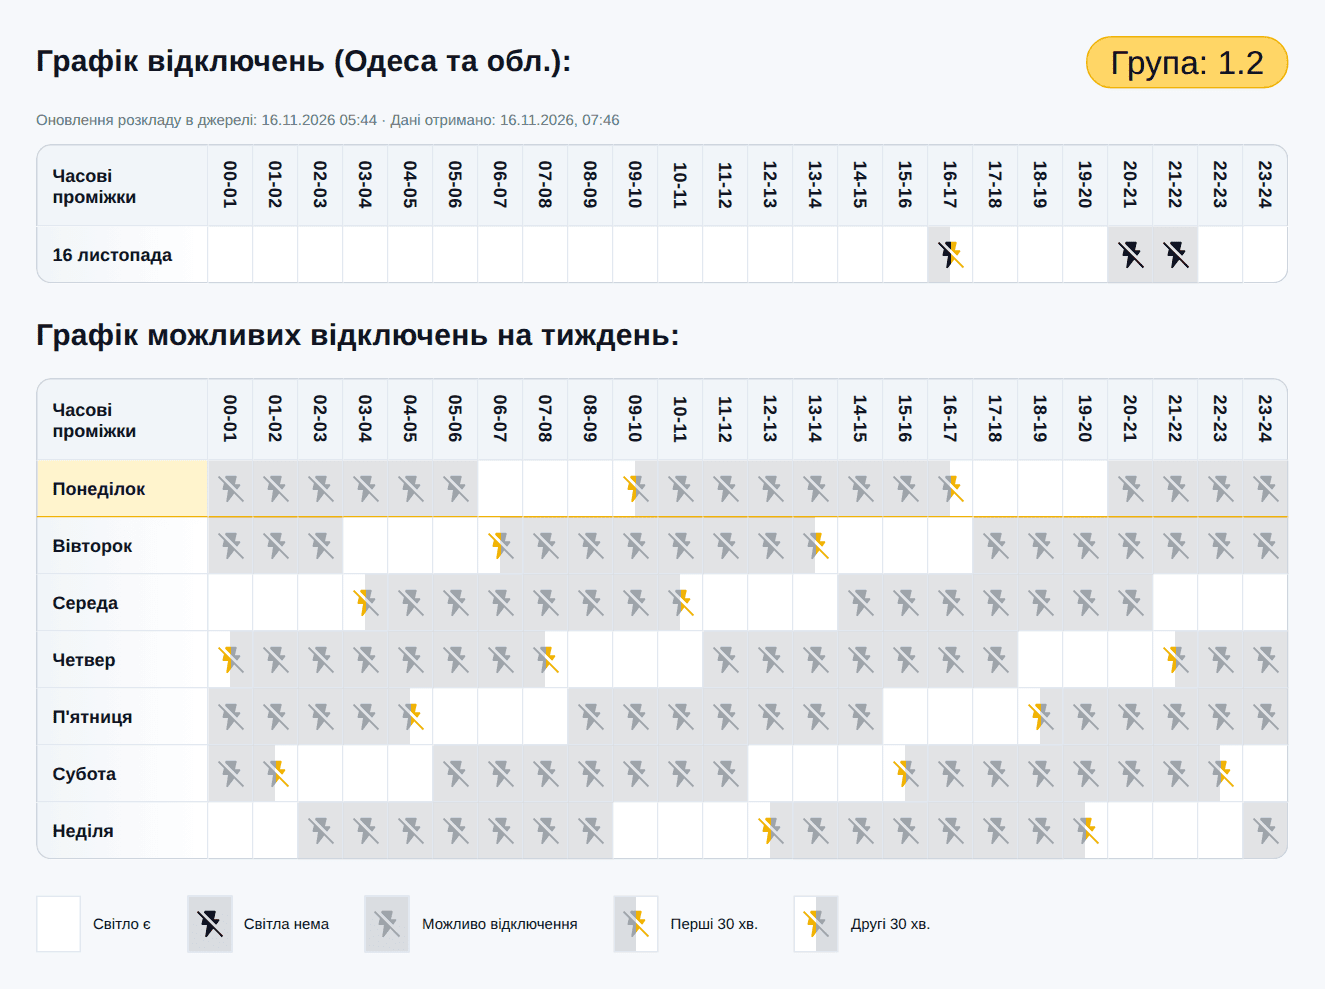 Графік відключень (Одеса та обл.):
Група: 1.2
Оновлення розкладу в джерелі: 16.11.2026 05:44 · Дані отримано: 16.11.2026, 07:46
Часові
проміжки
00-01 01-02 02-03 03-04 04-05 05-06 06-07 07-08 08-09 09-10 10-11 11-12 12-13 13-14 14-15 15-16 16-17 17-18 18-19 19-20 20-21 21-22 22-23 23-24
16 листопада
Графік можливих відключень на тиждень:
Часові
проміжки
00-01 01-02 02-03 03-04 04-05 05-06 06-07 07-08 08-09 09-10 10-11 11-12 12-13 13-14 14-15 15-16 16-17 17-18 18-19 19-20 20-21 21-22 22-23 23-24
Понеділок
Вівторок
Середа
Четвер
П'ятниця
Субота
Неділя
Світло є
Світла нема
Можливо відключення
Перші 30 хв.
Другі 30 хв.